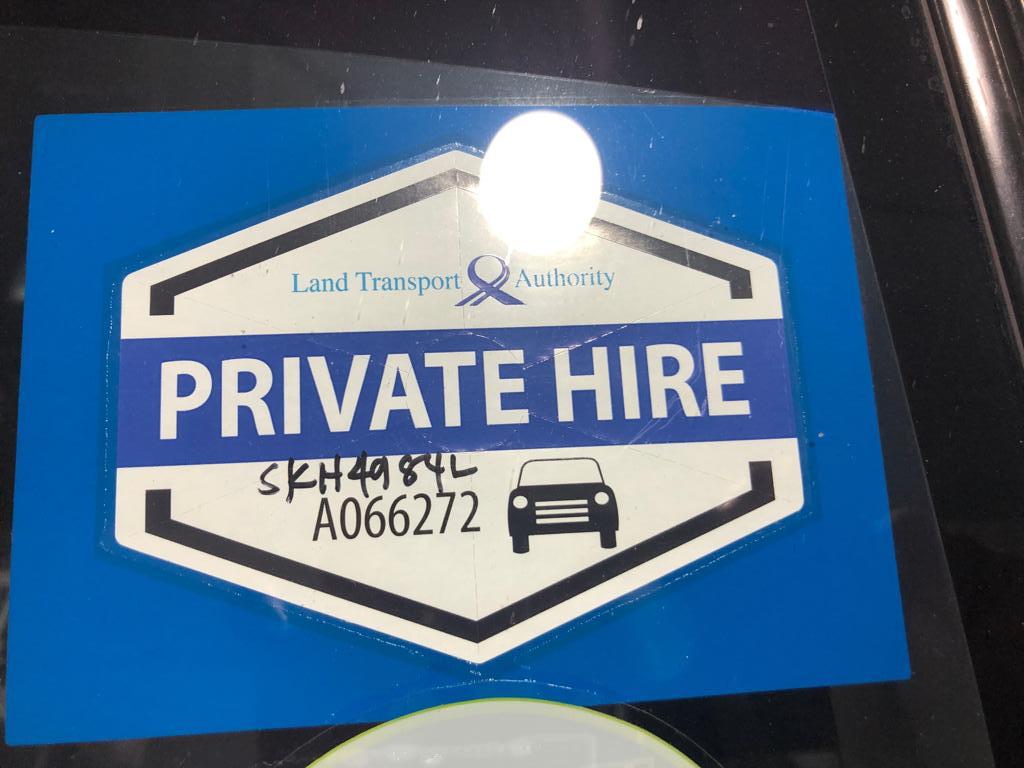 Land Transport Authority
PRIVATE HIRE
SKH4984L
A066272